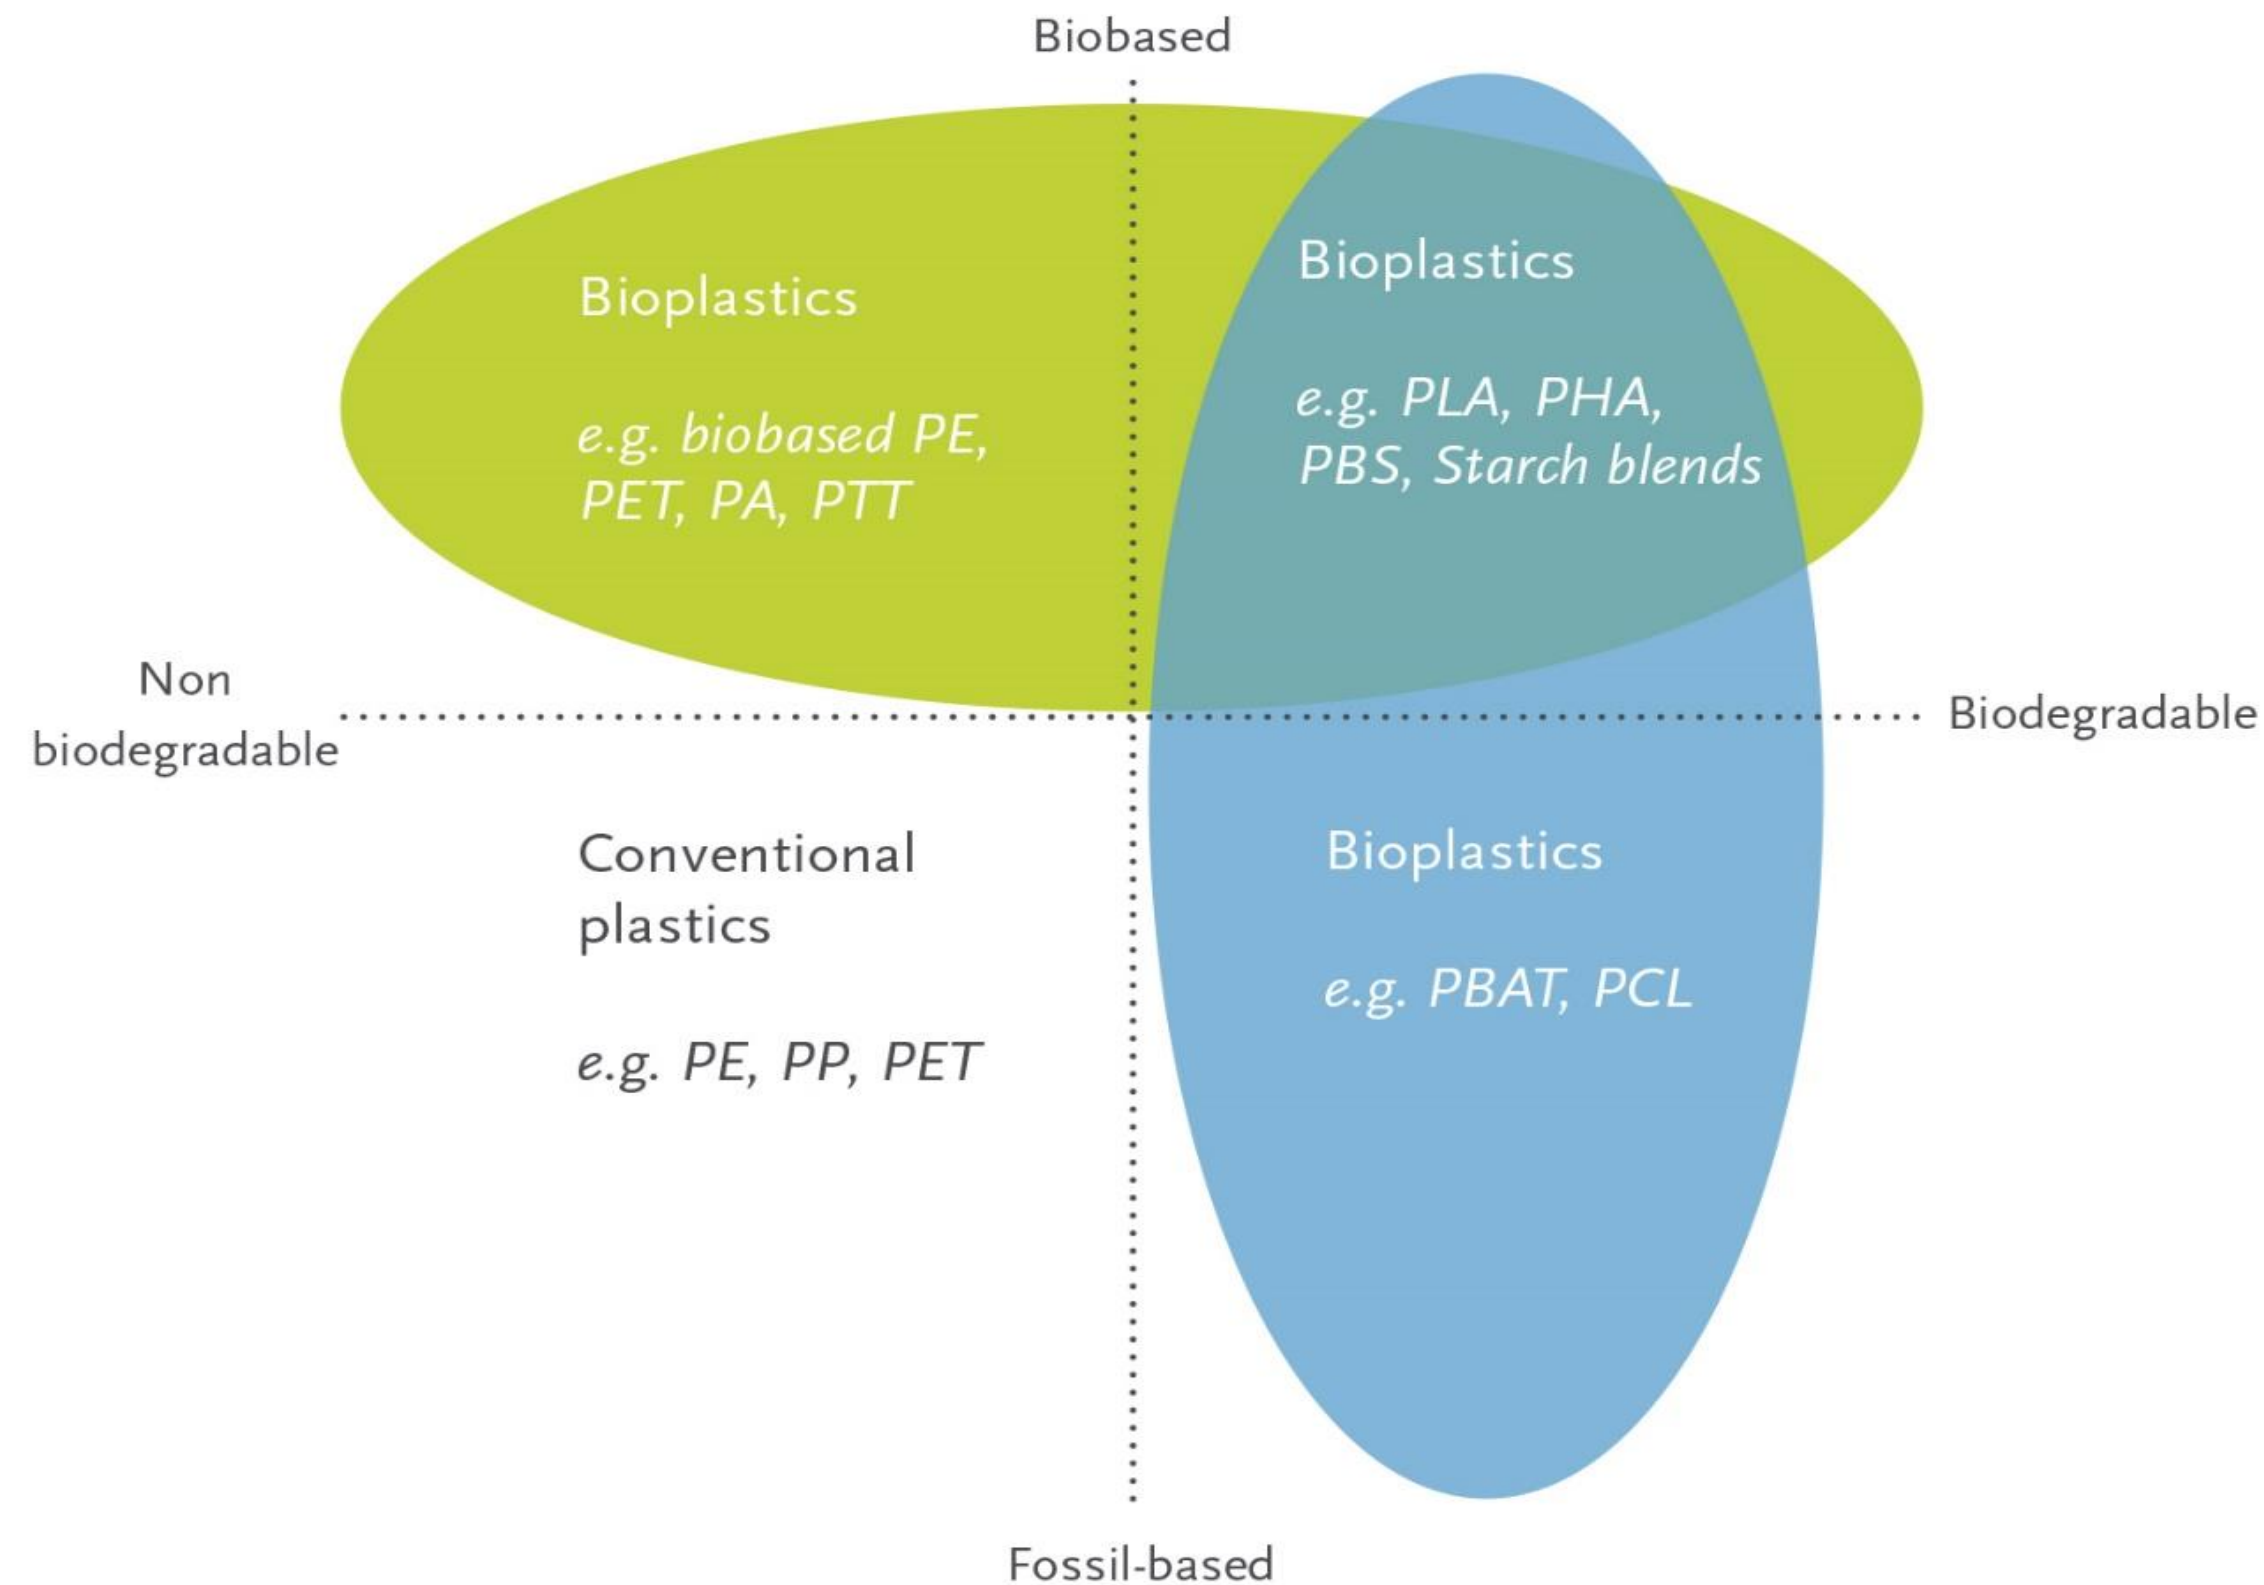 Biobased
Bioplastics
e.g. biobased PE,
PET, PA, PTT
Bioplastics
e.g. PLA, PHA,
PBS, Starch blends
Non
biodegradable
Biodegradable
Conventional
plastics
e.g. PE, PP, PET
Bioplastics
e.g. PBAT, PCL
Fossil-based